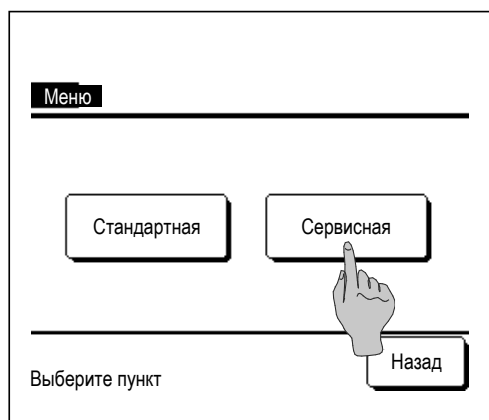 Меню
Стандартная Сервисная
Выберите пункт Назад